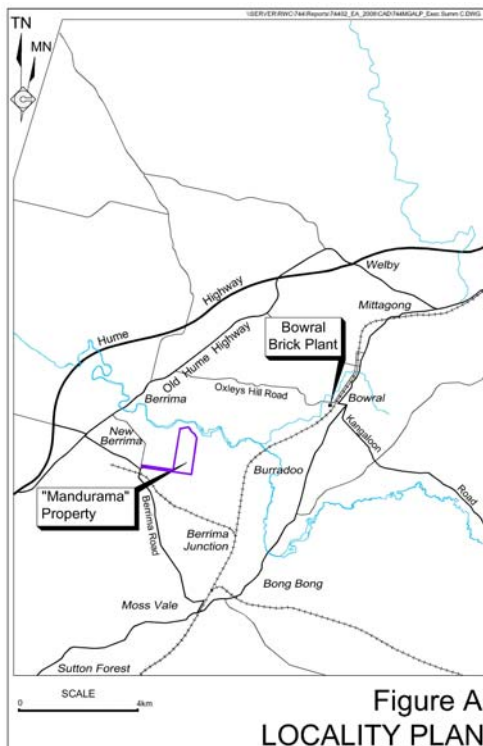 \\SERVER\RWC\744\Reports\74402_EA_2008\CAD\744MGALP_Exec Summ C.DWG
TN
MN
Welby
Hume Highway
Mittagong
Bowral
Brick Plant
Old Hume Highway
Oxleys Hill Road
Berrima
Bowral
New
Berrima
Kangaloon Road
Burradoo
"Mandurama"
Property
Berrima Road
Berrima
Junction
Bong Bong
Moss Vale
Sutton Forest
SCALE
0 4km
Figure A
LOCALITY PLAN